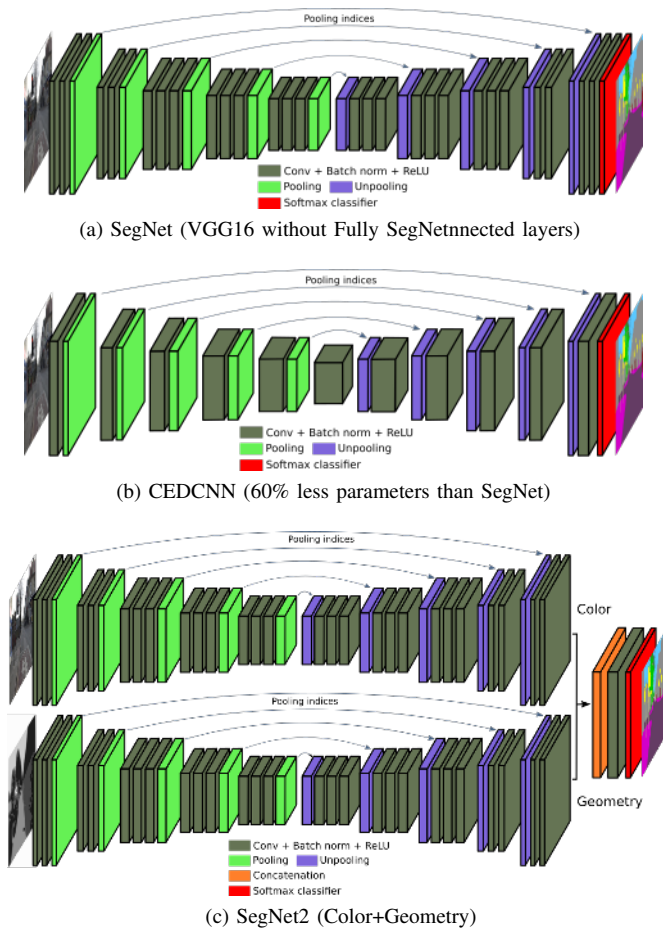 Pooling indices
Conv + Batch norm + ReLU
Pooling Unpooling
Softmax classifier
(a) SegNet (VGG16 without Fully SegNetnnected layers)
Pooling indices
Conv + Batch norm + ReLU
Pooling Unpooling
Softmax classifier
(b) CEDCNN (60% less parameters than SegNet)
Pooling indices
Color
Pooling indices
Geometry
Conv + Batch norm + ReLU
Pooling Unpooling
Concatenation
Softmax classifier
(c) SegNet2 (Color+Geometry)